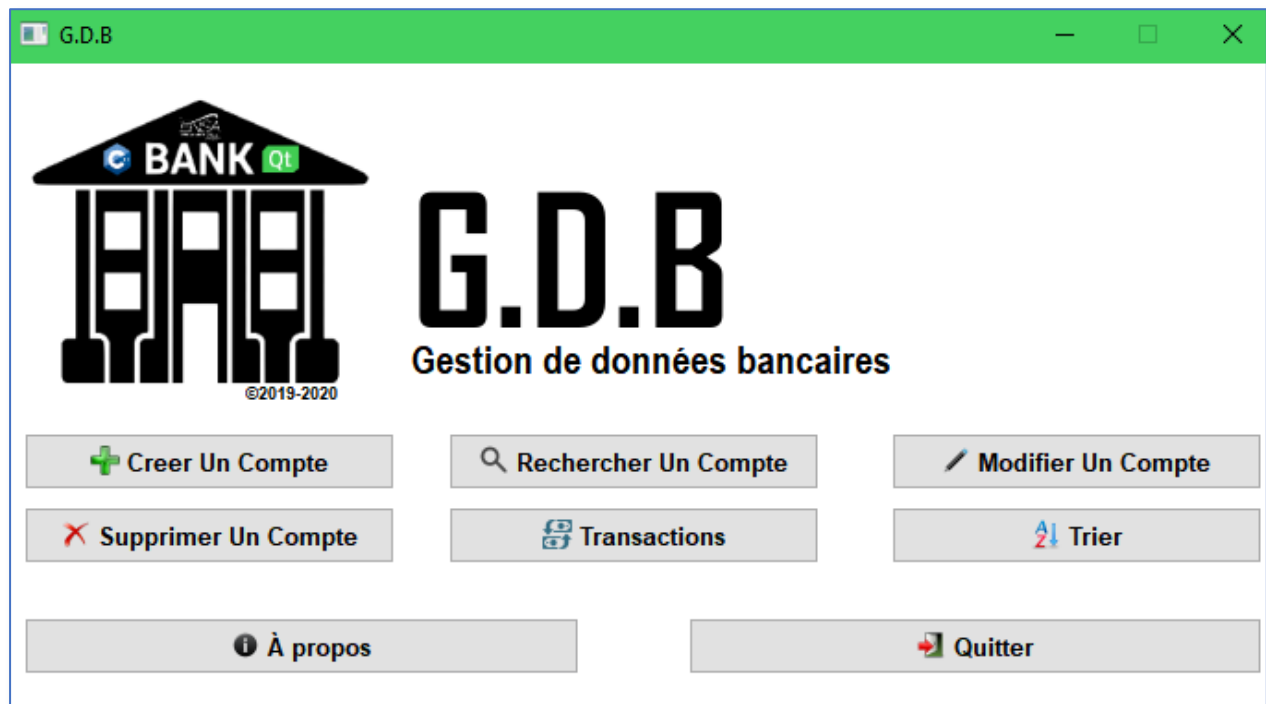 G.D.B
BANK Qt
G.D.B
Gestion de données bancaires
©2019-2020
Creer Un Compte
Rechercher Un Compte
Modifier Un Compte
Supprimer Un Compte
Transactions
Trier
À propos
Quitter